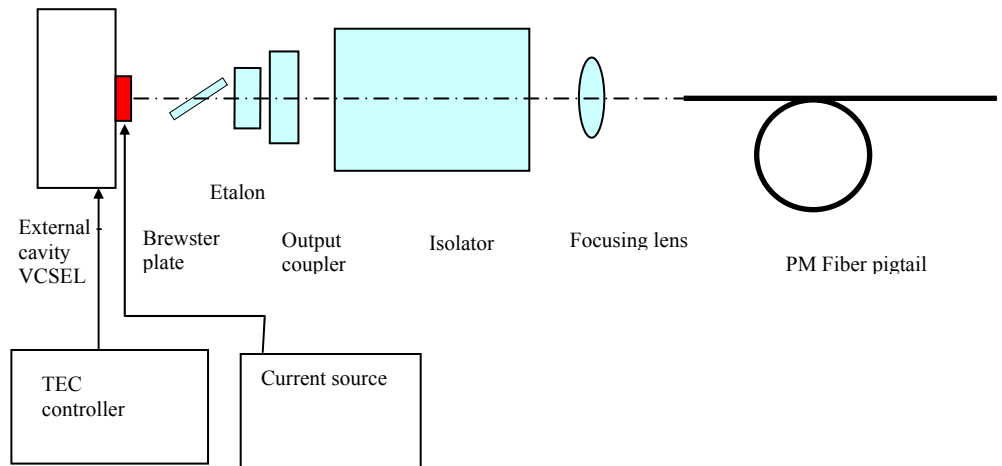 Etalon
External
cavity
VCSEL
Brewster
plate
Output
coupler
Isolator
Focusing lens
PM Fiber pigtail
TEC
controller
Current source